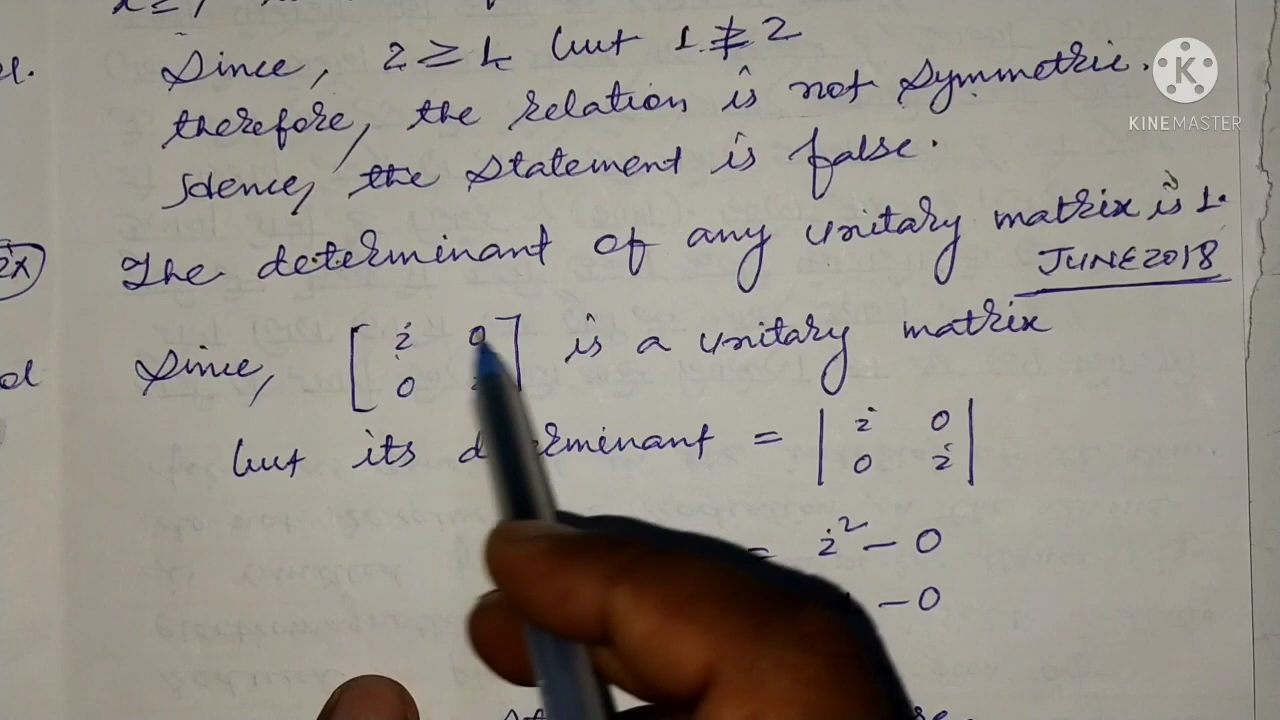 Since, 2 ≥ 1 but 1 ≱ 2
therefore, the relation is not Symmetric.
Hence, the statement is false.
The determinant of any unitary matrix is 1.
JUNE2018
Since, [ i 0 ] is a unitary matrix
0
but its determinant = | i 0 |
| 0 i |
= i² - 0
- 0
KINEMASTER